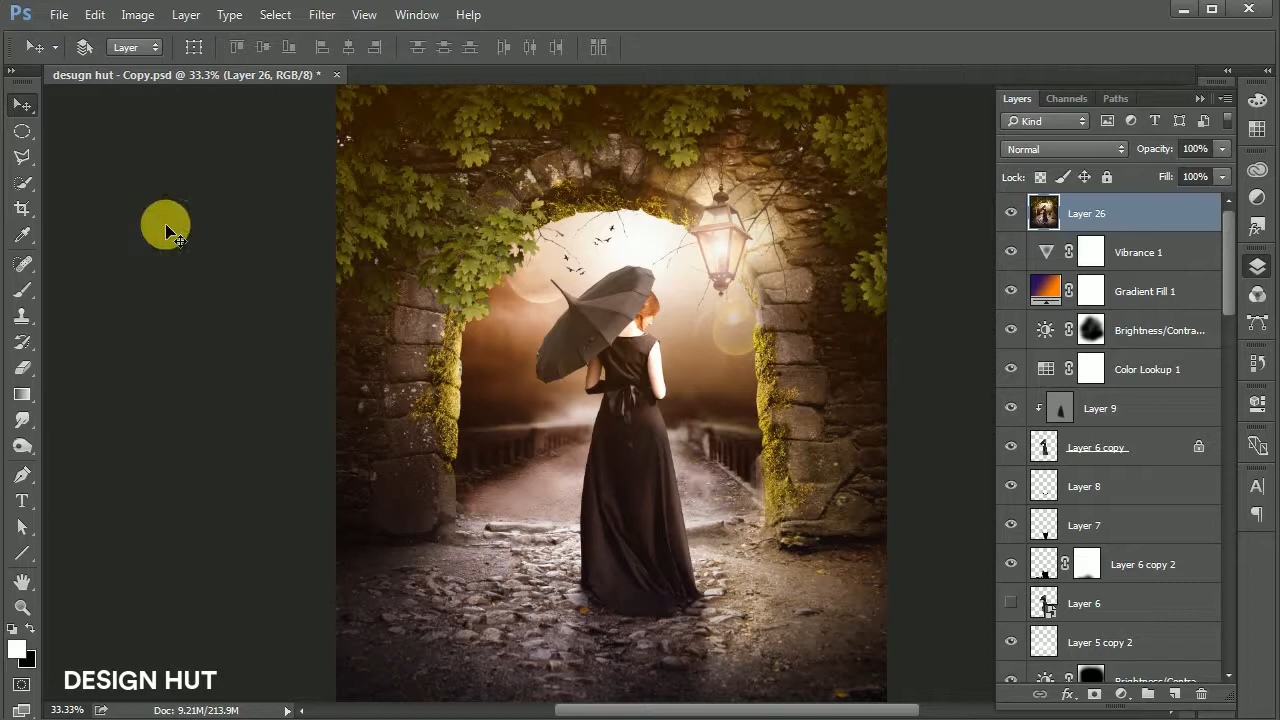 Ps File Edit Image Layer Type Select Filter View Window Help
Layer
design hut - Copy.psd @ 33.3% (Layer 26, RGB/8) * ×
Layers Channels Paths
Kind
Normal Opacity: 100%
Lock: Fill: 100%
Layer 26
Vibrance 1
Gradient Fill 1
Brightness/Contra...
Color Lookup 1
Layer 9
Layer 6 copy
Layer 8
Layer 7
Layer 6 copy 2
Layer 6
Layer 5 copy 2
Brightness/Contra...
DESIGN HUT
33.33% Doc: 9.21M/213.9M